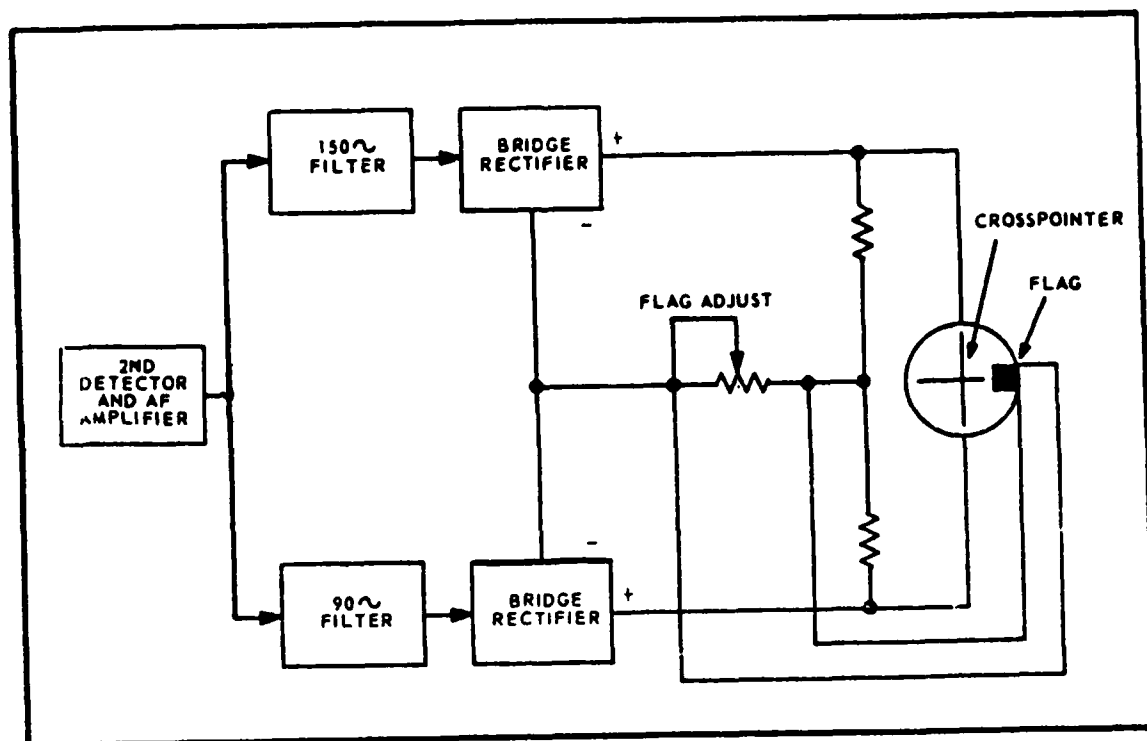 150~
FILTER
BRIDGE
RECTIFIER
+
-
CROSSPOINTER
FLAG
FLAG ADJUST
2ND
DETECTOR
AND AF
AMPLIFIER
-
90~
FILTER
BRIDGE
RECTIFIER
+